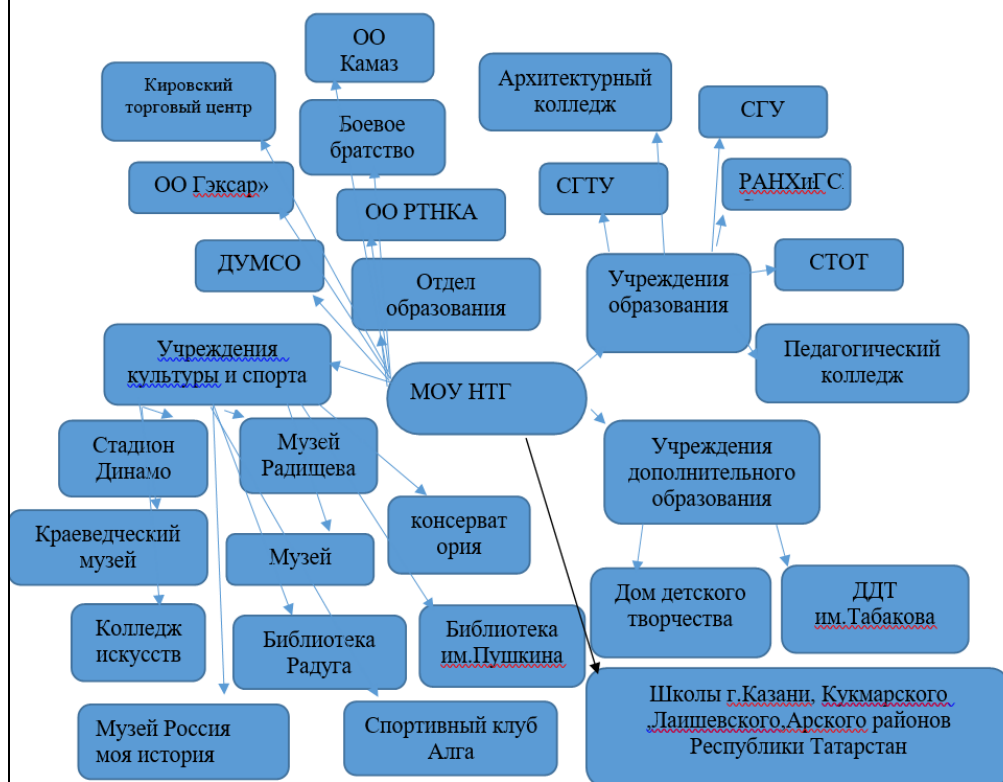 ОО
Камаз
Архитектурный
колледж
Кировский
торговый центр
СГУ
Боевое
братство
ОО Гэксар»
СГТУ
РАНХиГС
ОО РТНКА
ДУМСО
Отдел
образования
Учреждения
образования
СТОТ
Учреждения
культуры и спорта
Педагогический
колледж
МОУ НТГ
Стадион
Динамо
Музей
Радищева
Учреждения
дополнительного
образования
Краеведческий
музей
консерват
ория
Музей
Дом детского
творчества
ДДТ
им.Табакова
Колледж
искусств
Библиотека
Радуга
Библиотека
им.Пушкина
Музей Россия
моя история
Спортивный клуб
Алга
Школы г.Казани, Кукмарского
,Лаишевского,Арского районов
Республики Татарстан